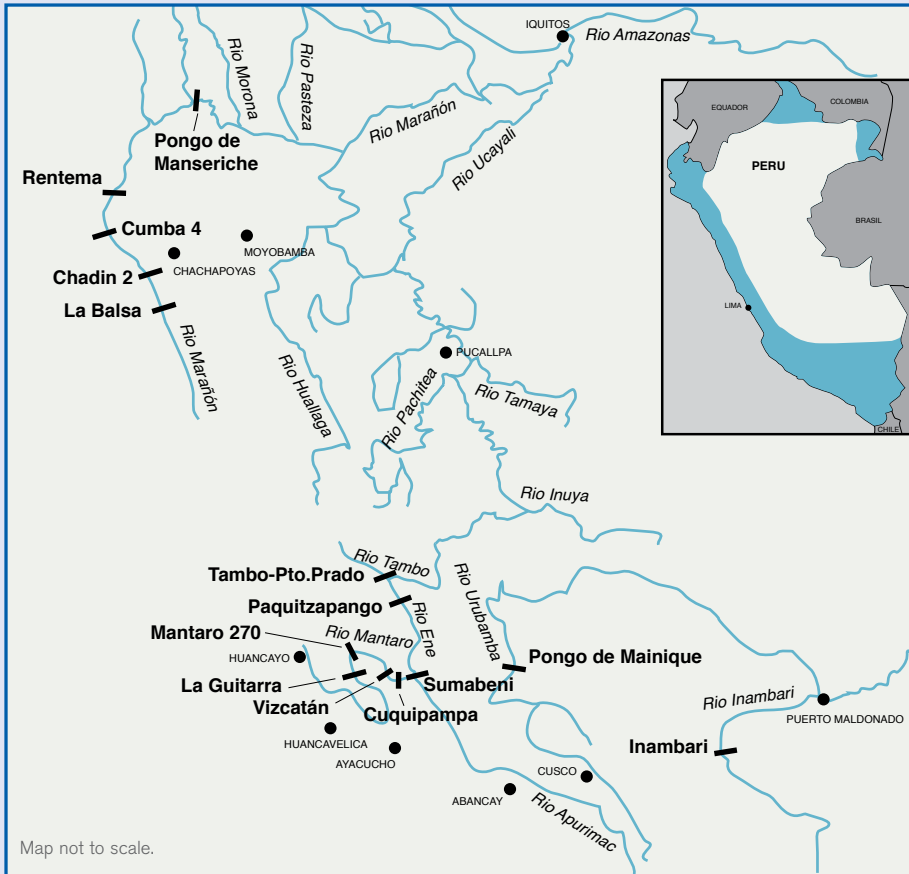 IQUITOS
Rio Amazonas
Rio Morona
Rio Pasteza
Rio Marañón
Rio Ucayali
Pongo de
Manseriche
Rentema
Cumba 4
MOYOBAMBA
CHACHAPOYAS
Chadin 2
La Balsa
Rio Marañón
Rio Huallaga
PUCALLPA
Rio Pachitea
Rio Tamaya
EQUADOR
COLOMBIA
PERU
BRASIL
LIMA
CHILE
Rio Inuya
Rio Tambo
Tambo-Pto.Prado
Paquitzapango
Rio Ene
Rio Urubamba
Mantaro 270
Rio Mantaro
HUANCAYO
Pongo de Mainique
La Guitarra
Sumabeni
Vizcatán
Cuquipampa
Rio Inambari
PUERTO MALDONADO
HUANCAVELICA
AYACUCHO
Inambari
CUSCO
ABANCAY
Rio Apurimac
Map not to scale.